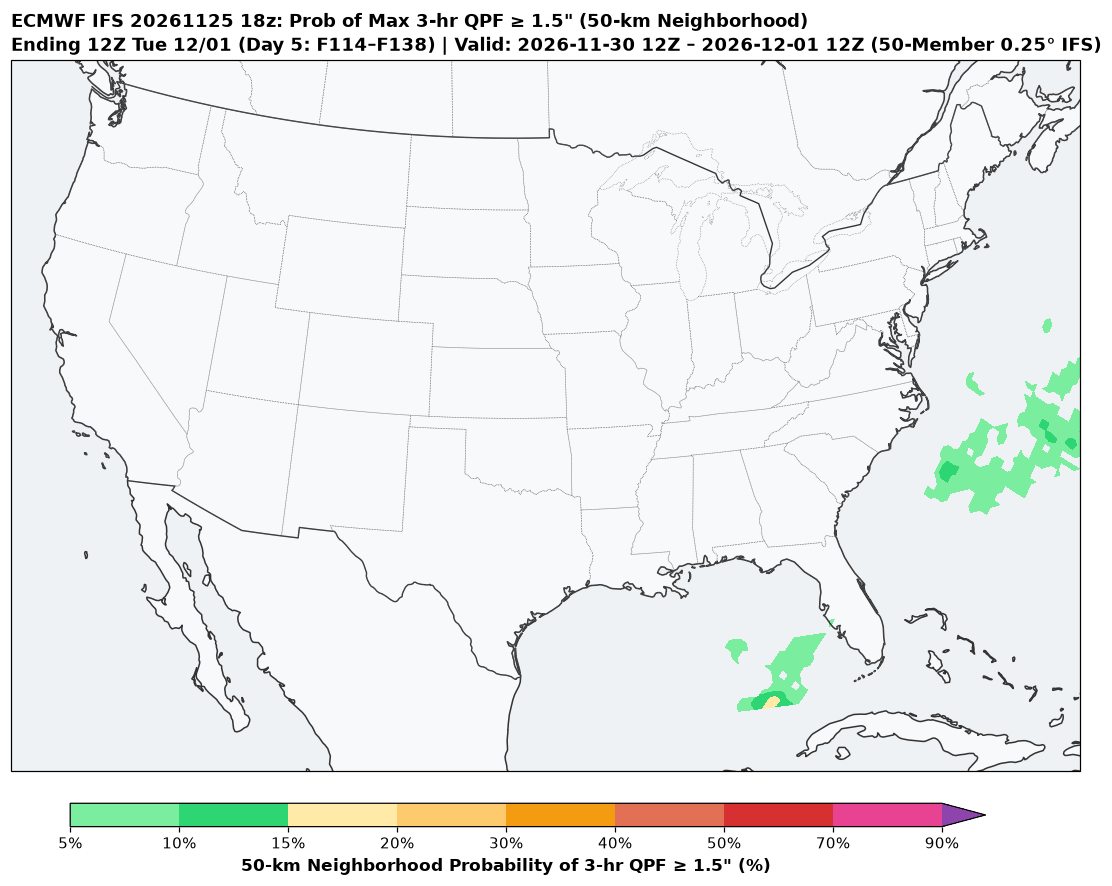 ECMWF IFS 20261125 18z: Prob of Max 3-hr QPF ≥ 1.5" (50-km Neighborhood)
Ending 12Z Tue 12/01 (Day 5: F114–F138) | Valid: 2026-11-30 12Z – 2026-12-01 12Z (50-Member 0.25° IFS)
5% 10% 15% 20% 30% 40% 50% 70% 90%
50-km Neighborhood Probability of 3-hr QPF ≥ 1.5" (%)